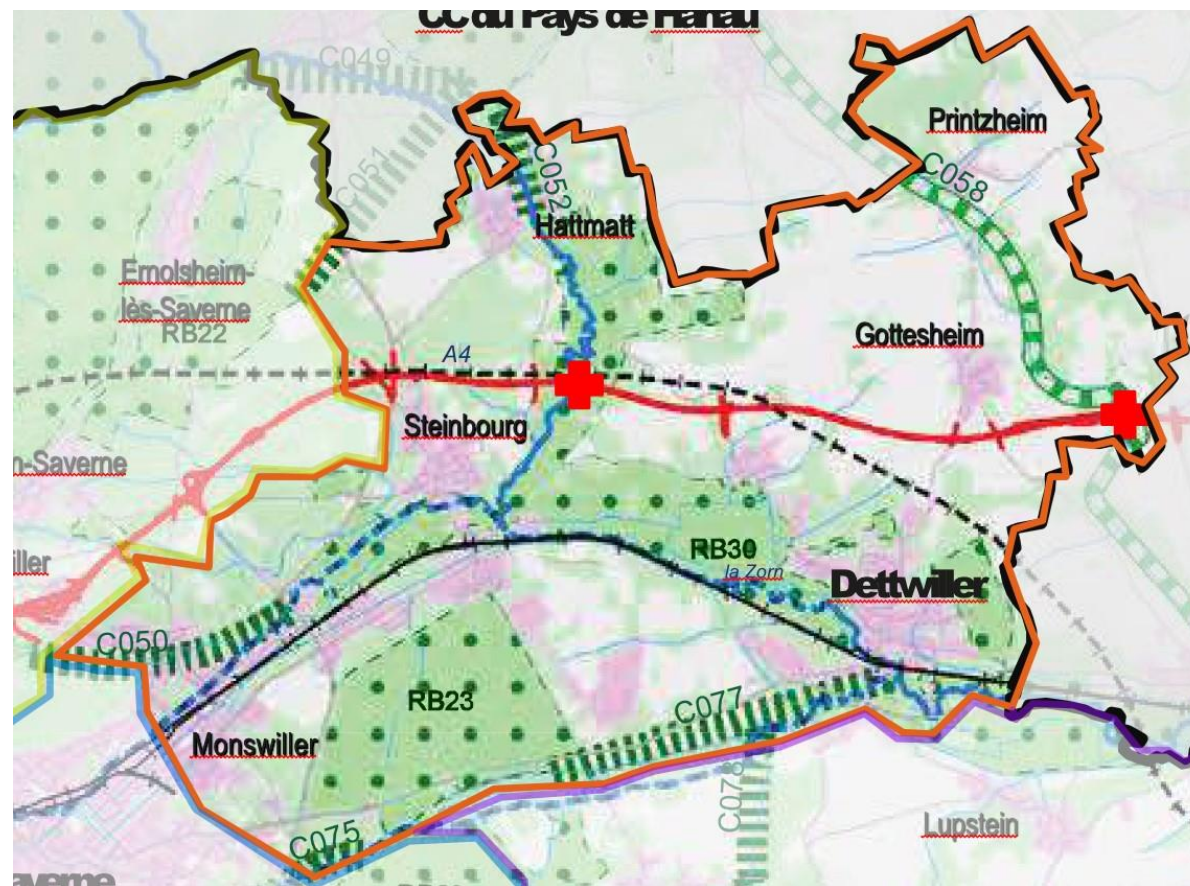 CC du Pays de Hanau
C049
Printzheim
C051
C052
C058
Hattmatt
Ernolsheim-
lès-Saverne
RB22
Gottesheim
A4
Steinbourg
n-Saverne
RB30
la Zorn
iller
Dettwiller
C050
RB23
C077
Monswiller
C078
Lupstein
C075
averne